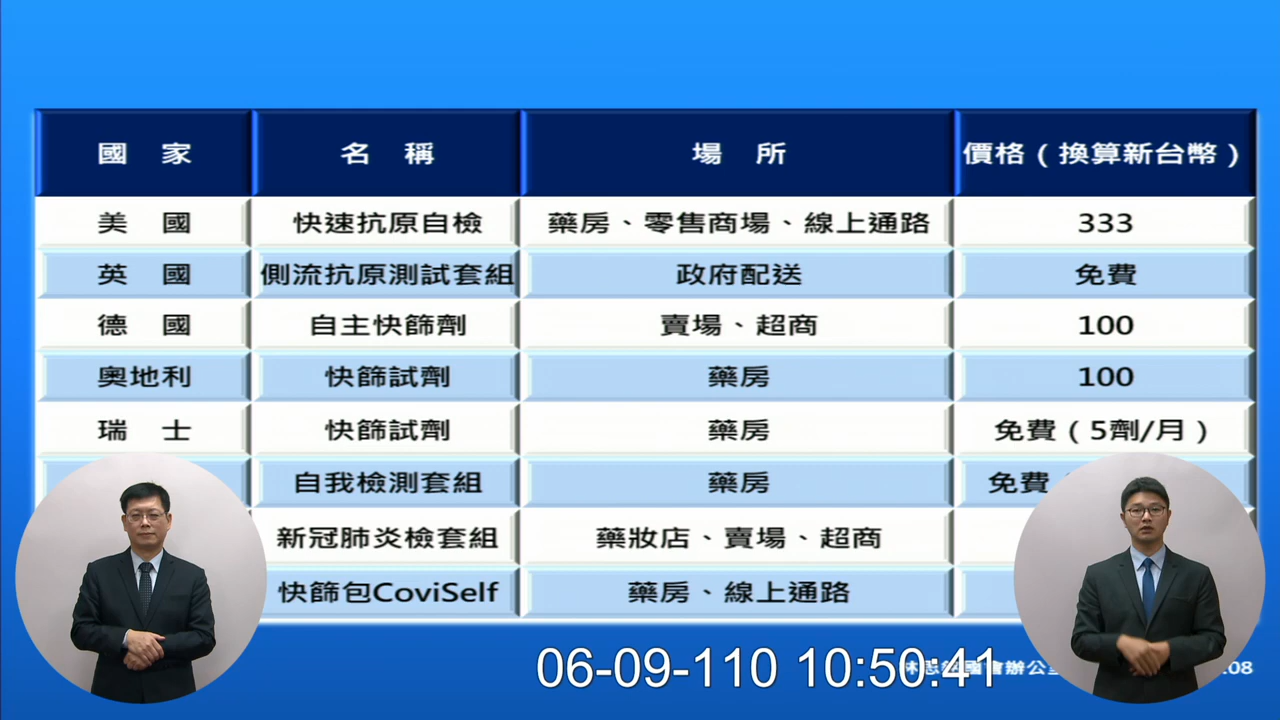 國 家 名 稱 場 所 價格(換算新台幣)
美 國 快速抗原自檢 藥房、零售商場、線上通路 333
英 國 側流抗原測試套組 政府配送 免費
德 國 自主快篩劑 賣場、超商 100
奧地利 快篩試劑 藥房 100
瑞 士 快篩試劑 藥房 免費(5劑/月)
自我檢測套組 藥房 免費
新冠肺炎檢套組 藥妝店、賣場、超商
快篩包CoviSelf 藥房、線上通路
06-09-110 10:50:41
國會辦公